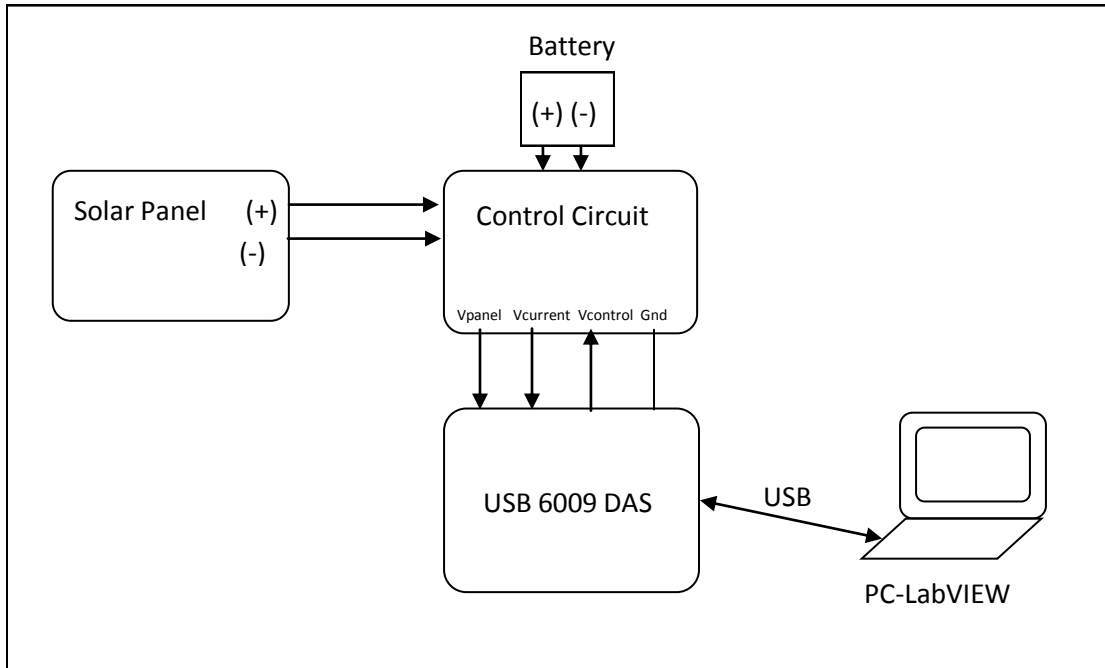 Battery
(+) (-)
Solar Panel (+)
(-)
Control Circuit
Vpanel Vcurrent Vcontrol Gnd
USB 6009 DAS
USB
PC-LabVIEW